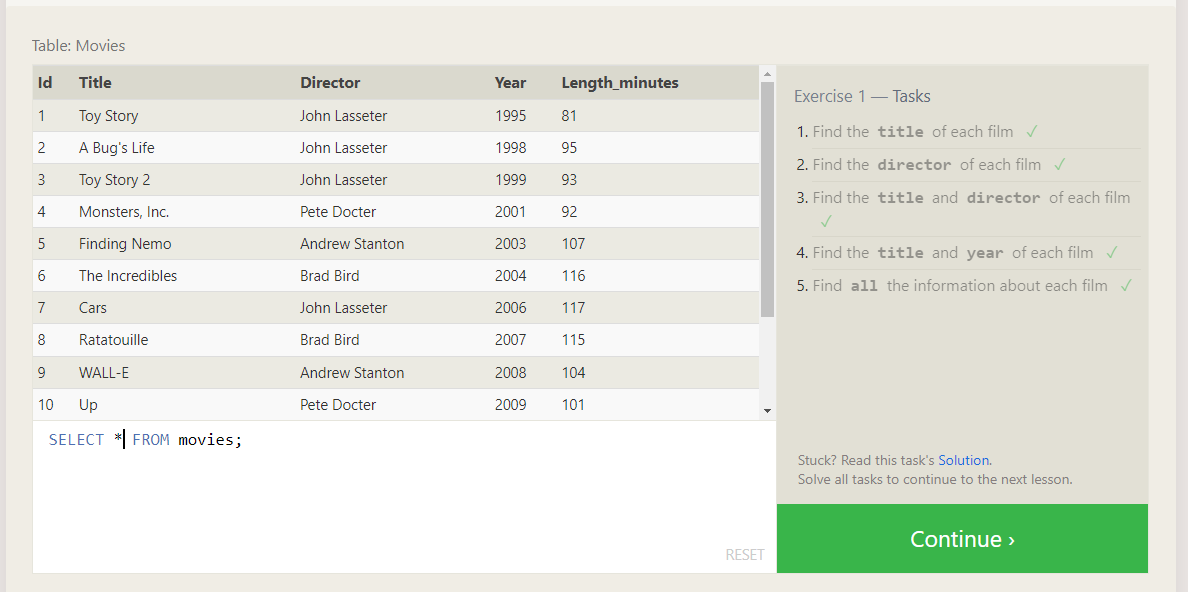 Table: Movies
Id Title Director Year Length_minutes
1 Toy Story John Lasseter 1995 81
2 A Bug's Life John Lasseter 1998 95
3 Toy Story 2 John Lasseter 1999 93
4 Monsters, Inc. Pete Docter 2001 92
5 Finding Nemo Andrew Stanton 2003 107
6 The Incredibles Brad Bird 2004 116
7 Cars John Lasseter 2006 117
8 Ratatouille Brad Bird 2007 115
9 WALL-E Andrew Stanton 2008 104
10 Up Pete Docter 2009 101
SELECT * FROM movies;
RESET
Exercise 1 — Tasks
1. Find the title of each film ✓
2. Find the director of each film ✓
3. Find the title and director of each film
✓
4. Find the title and year of each film ✓
5. Find all the information about each film ✓
Stuck? Read this task's Solution.
Solve all tasks to continue to the next lesson.
Continue ›